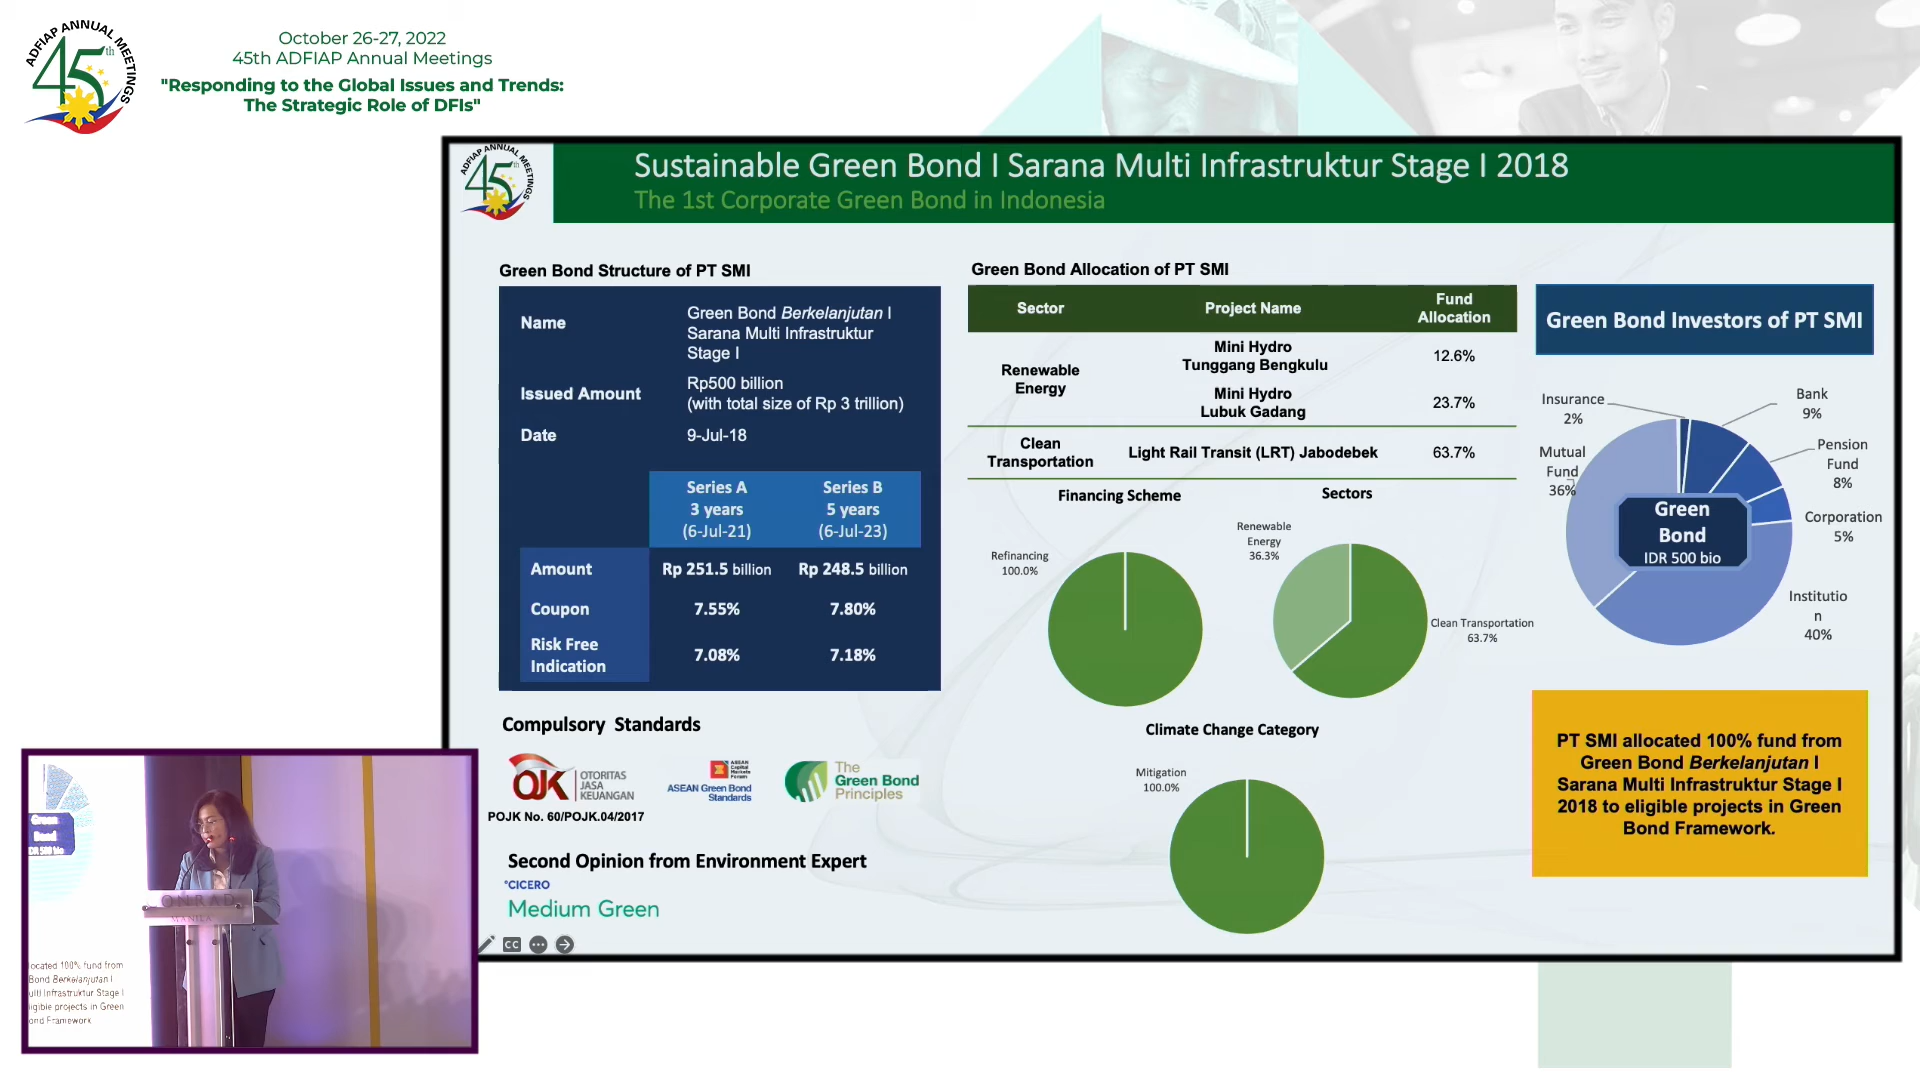 ADFIAP ANNUAL MEETINGS
45th
October 26-27, 2022
45th ADFIAP Annual Meetings
"Responding to the Global Issues and Trends:
The Strategic Role of DFIs"
ADFIAP ANNUAL MEETINGS
45th
Sustainable Green Bond I Sarana Multi Infrastruktur Stage I 2018
The 1st Corporate Green Bond in Indonesia
Green Bond Structure of PT SMI
Name
Green Bond Berkelanjutan I
Sarana Multi Infrastruktur
Stage I
Issued Amount
Rp500 billion
(with total size of Rp 3 trillion)
Date
9-Jul-18
Series A
3 years
(6-Jul-21)
Series B
5 years
(6-Jul-23)
Amount
Rp 251.5 billion
Rp 248.5 billion
Coupon
7.55%
7.80%
Risk Free
Indication
7.08%
7.18%
Compulsory Standards
OJK
OTORITAS
JASA
KEUANGAN
POJK No. 60/POJK.04/2017
ASEAN
Capital
Markets
Forum
ASEAN Green Bond
Standards
The
Green Bond
Principles
Second Opinion from Environment Expert
°CICERO
Medium Green
CC
Green Bond Allocation of PT SMI
Sector
Project Name
Fund
Allocation
Renewable
Energy
Mini Hydro
Tunggang Bengkulu
12.6%
Mini Hydro
Lubuk Gadang
23.7%
Clean
Transportation
Light Rail Transit (LRT) Jabodebek
63.7%
Financing Scheme
Refinancing
100.0%
Sectors
Renewable
Energy
36.3%
Clean Transportation
63.7%
Climate Change Category
Mitigation
100.0%
Green Bond Investors of PT SMI
Insurance
2%
Bank
9%
Mutual
Fund
36%
Pension
Fund
8%
Corporation
5%
Institutio
n
40%
Green
Bond
IDR 500 bio
PT SMI allocated 100% fund from
Green Bond Berkelanjutan I
Sarana Multi Infrastruktur Stage I
2018 to eligible projects in Green
Bond Framework.
Green
Bond
DR 500 bio
ONRAD
MANILA
ocated 100% fund from
Bond Berkelanjutan I
ulti Infrastruktur Stage I
ligible projects in Green
ond Framework